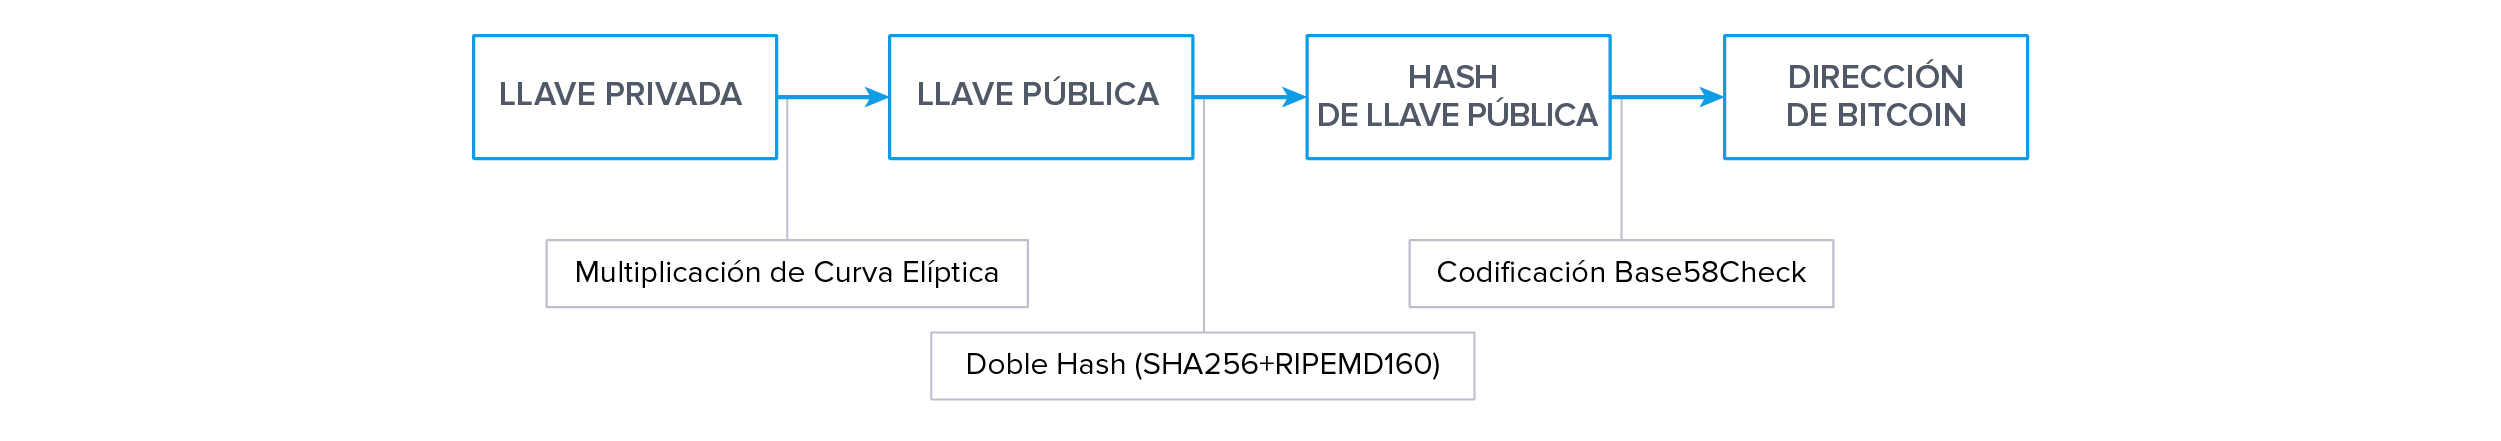 LLAVE PRIVADA
LLAVE PÚBLICA
HASH
DE LLAVE PÚBLICA
DIRECCIÓN
DE BITCOIN
Multiplicación de Curva Elíptica
Codificación Base58Check
Doble Hash (SHA256+RIPEMD160)